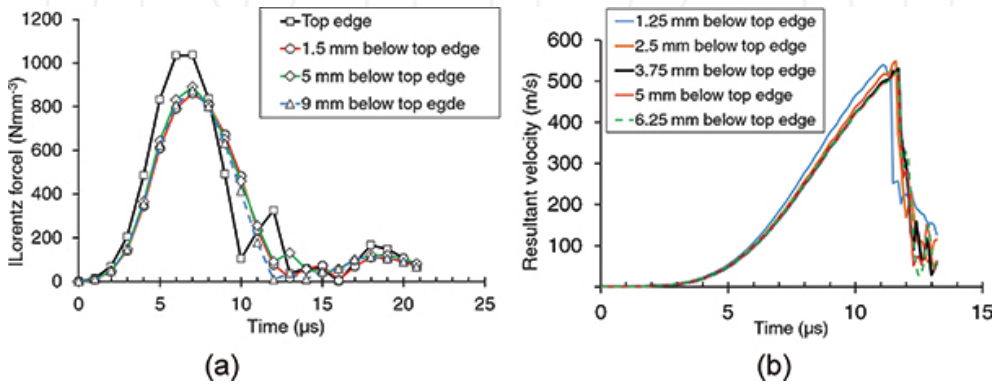 1200
1000
800
600
400
200
0
|Lorentz force| (Nmm-³)
0 5 10 15 20 25
Time (µs)
Top edge
1.5 mm below top edge
5 mm below top edge
9 mm below top egde
(a)
600
500
400
300
200
100
Resultant velocity (m/s)
0 5 10 15
Time (µs)
1.25 mm below top edge
2.5 mm below top edge
3.75 mm below top edge
5 mm below top edge
6.25 mm below top edge
(b)